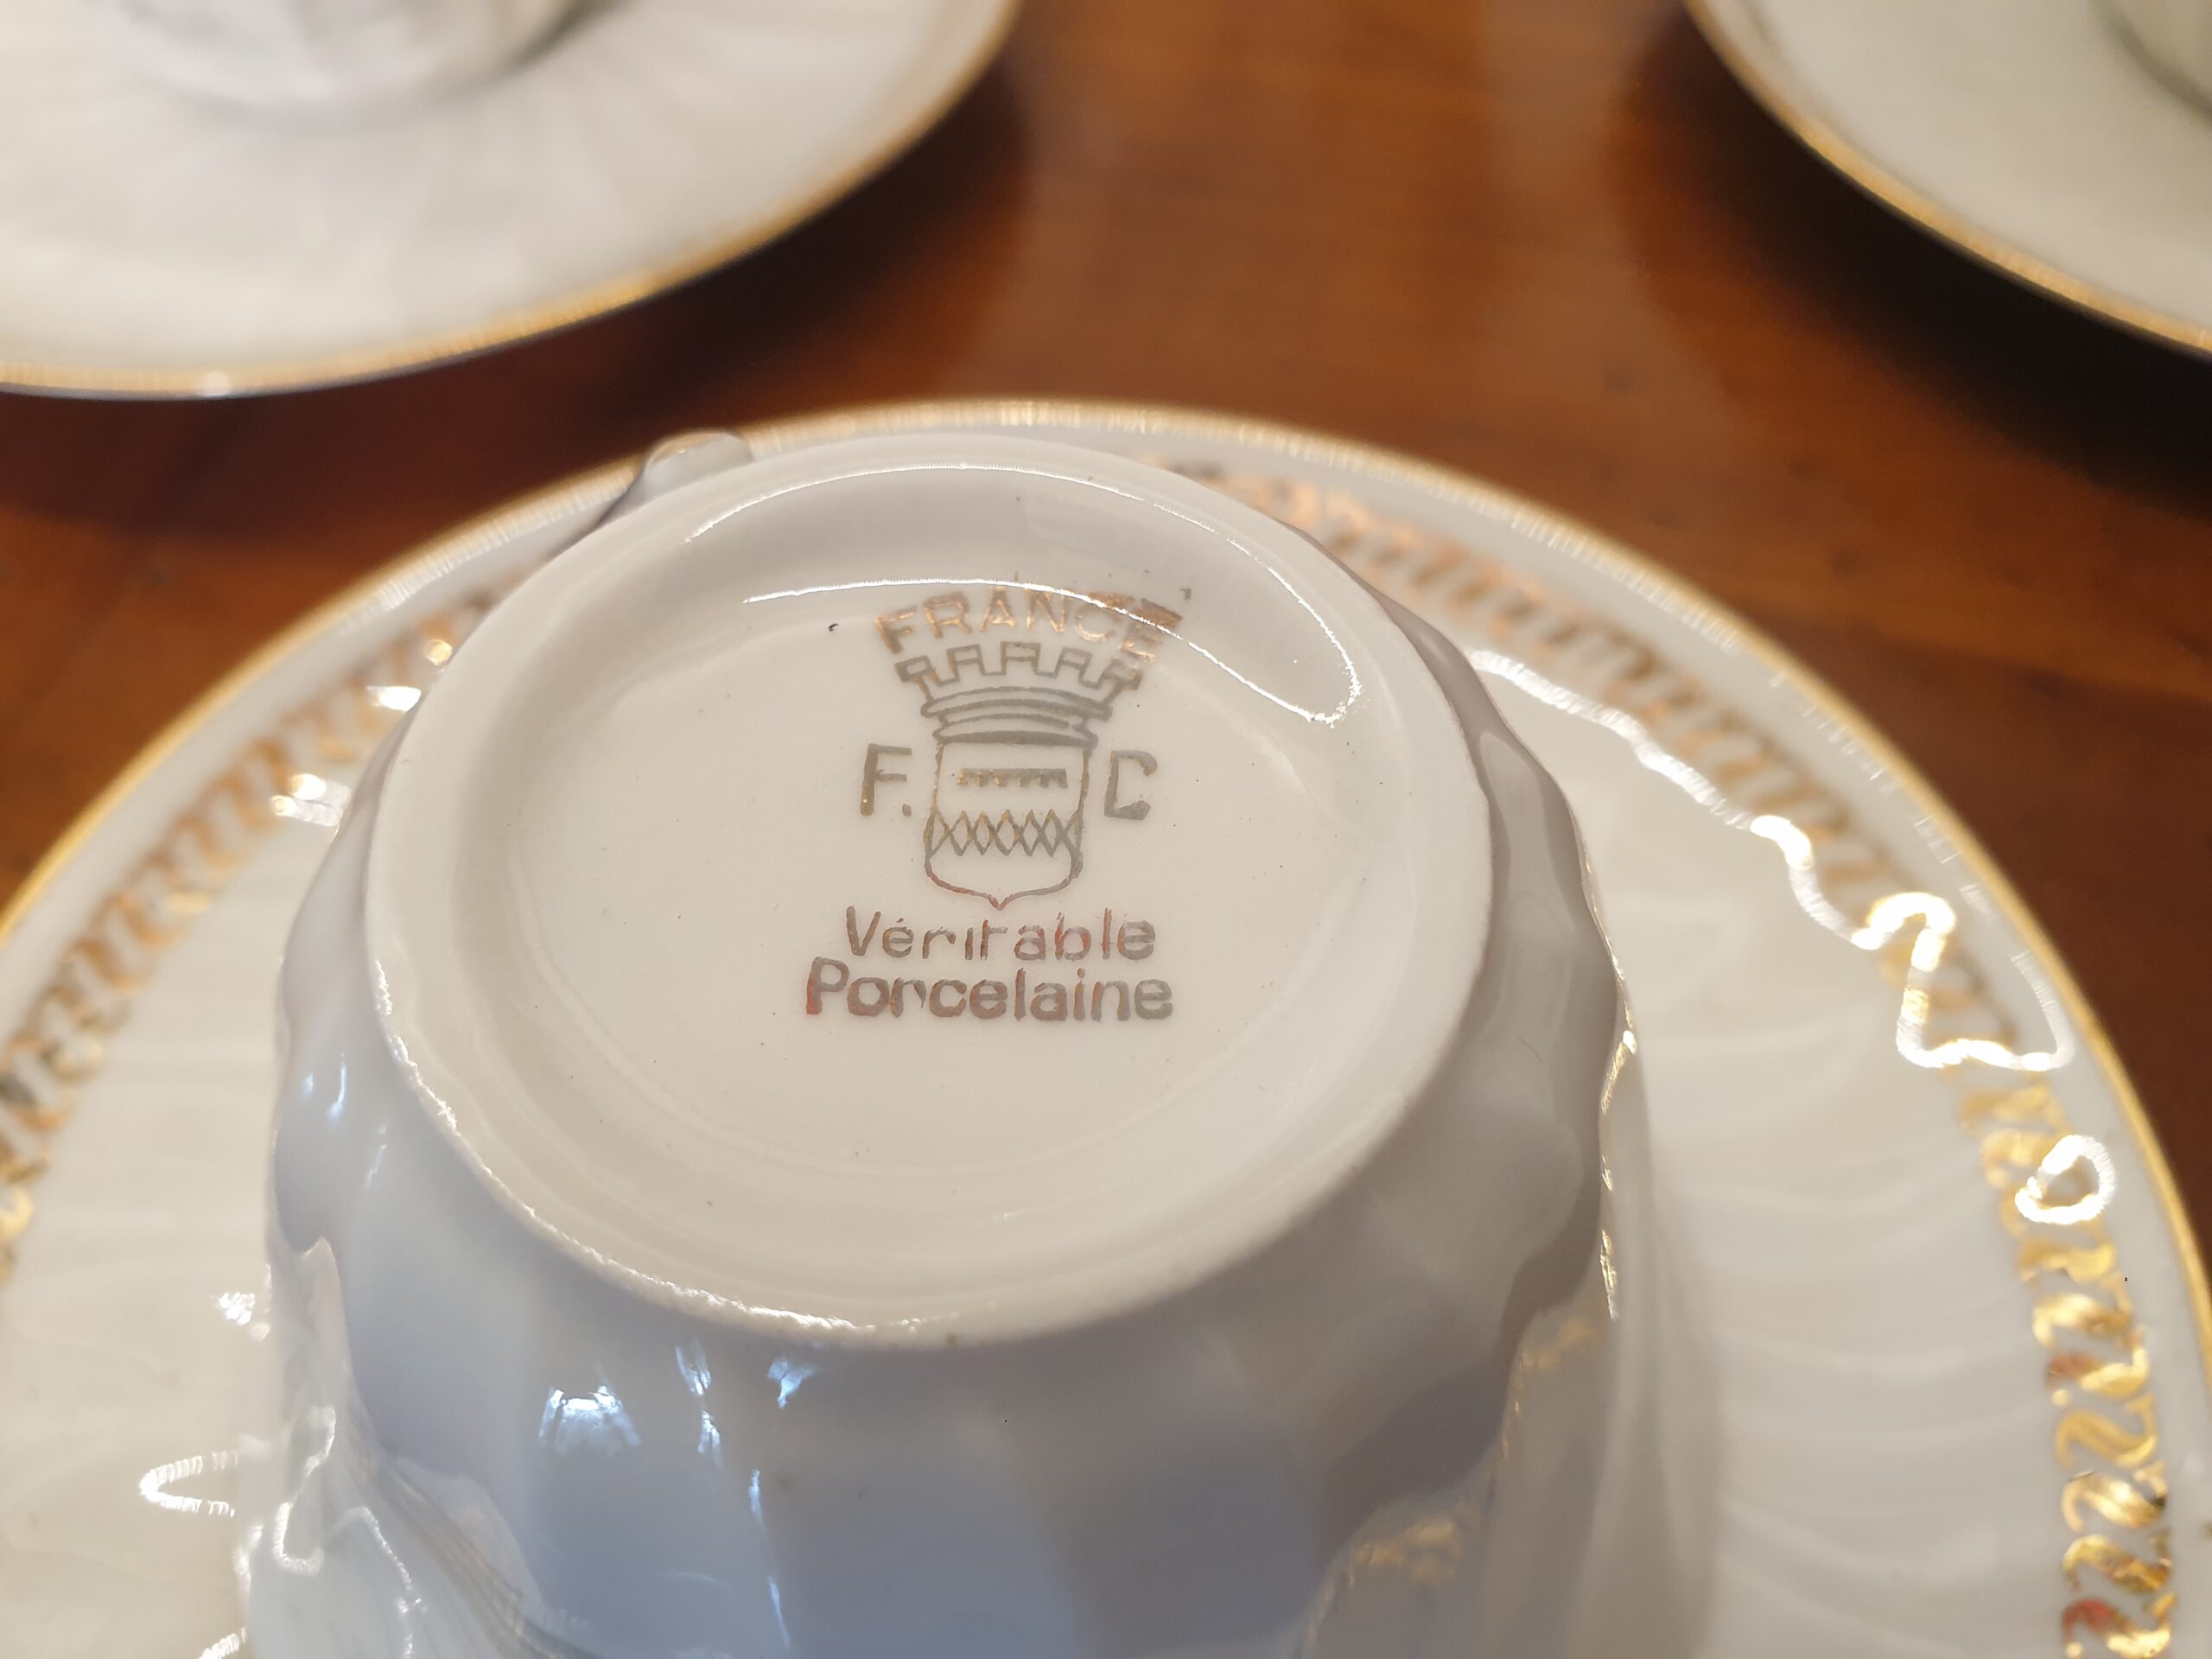 FRANCE
F. D
Véritable
Porcelaine